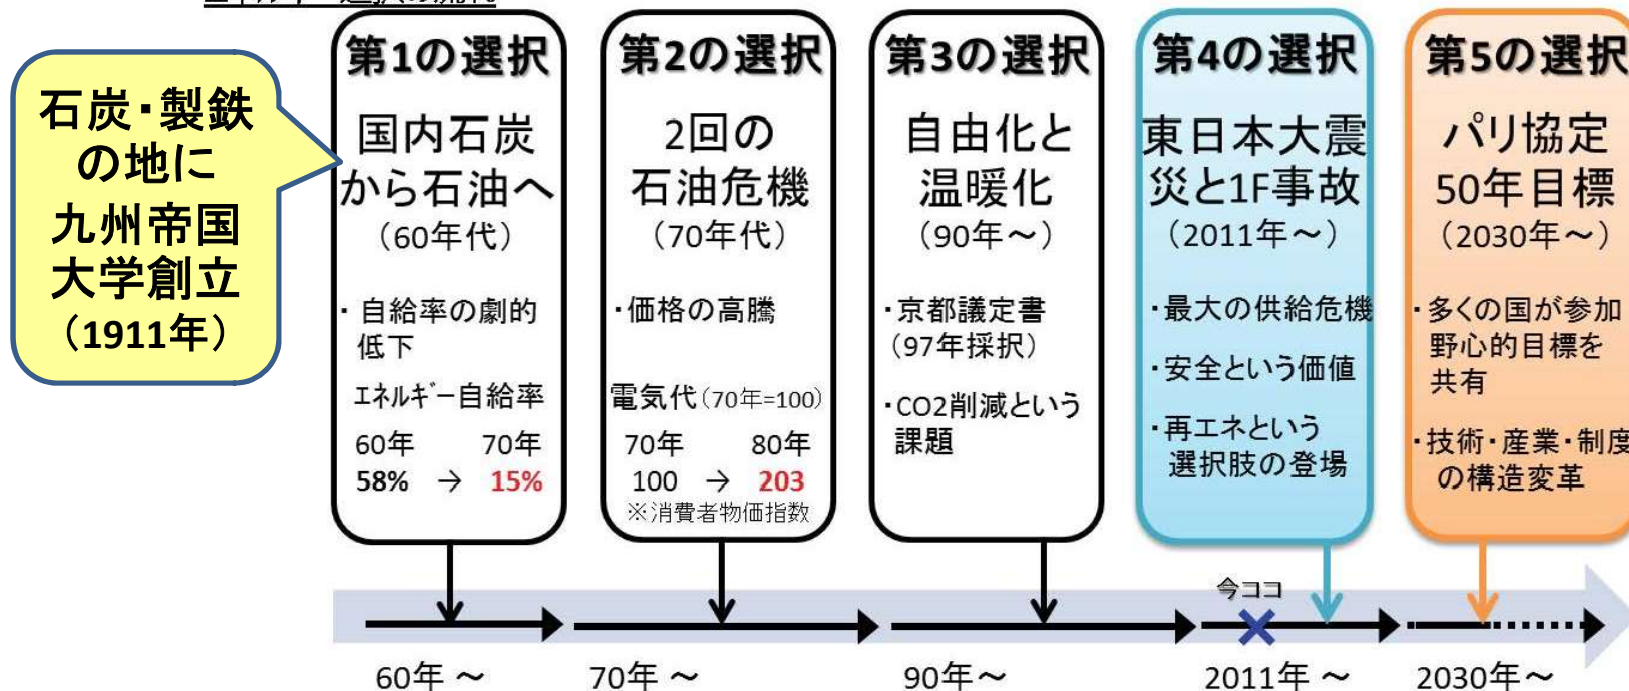 石炭・製鉄
の地に
九州帝国
大学創立
（1911年）
第1の選択
国内石炭
から石油へ
（60年代）
・自給率の劇的
低下
エネルギー自給率
60年 70年
58% → 15%
第2の選択
2回の
石油危機
（70年代）
・価格の高騰
電気代（70年=100）
70年 80年
100 → 203
※消費者物価指数
第3の選択
自由化と
温暖化
（90年～）
・京都議定書
（97年採択）
・CO2削減という
課題
第4の選択
東日本大震
災と1F事故
（2011年～）
・最大の供給危機
・安全という価値
・再エネという
選択肢の登場
第5の選択
パリ協定
50年目標
（2030年～）
・多くの国が参加
野心的目標を
共有
・技術・産業・制度
の構造変革
今ココ
60年～
70年～
90年～
2011年～
2030年～